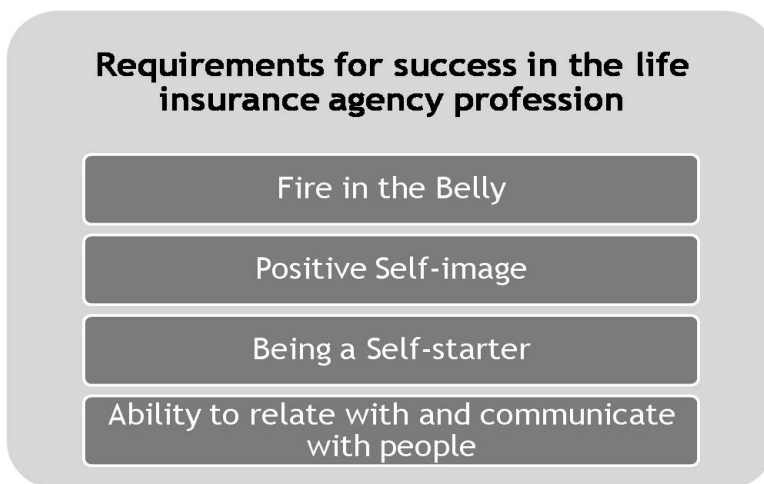 Requirements for success in the life
insurance agency profession
Fire in the Belly
Positive Self-image
Being a Self-starter
Ability to relate with and communicate
with people